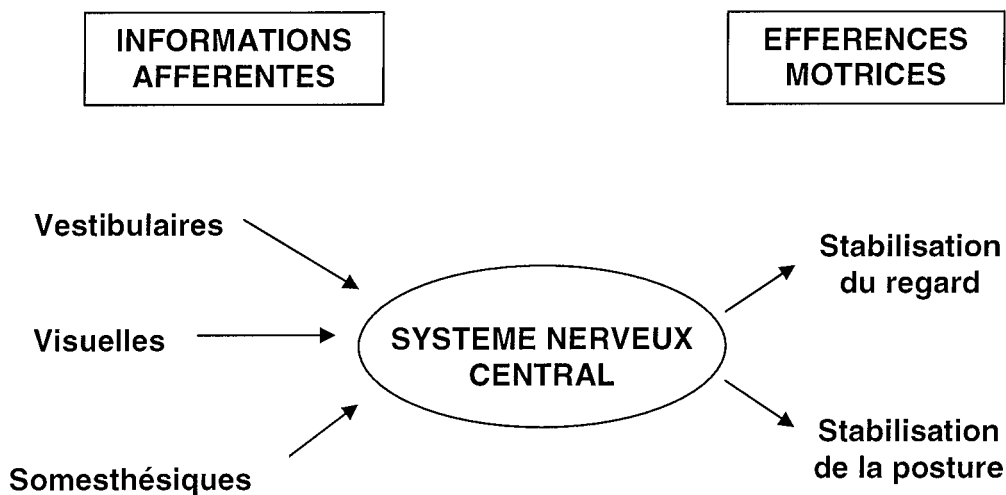 INFORMATIONS
AFFERENTES
EFFERENCES
MOTRICES
Vestibulaires
Visuelles
Somesthésiques
SYSTEME NERVEUX
CENTRAL
Stabilisation
du regard
Stabilisation
de la posture